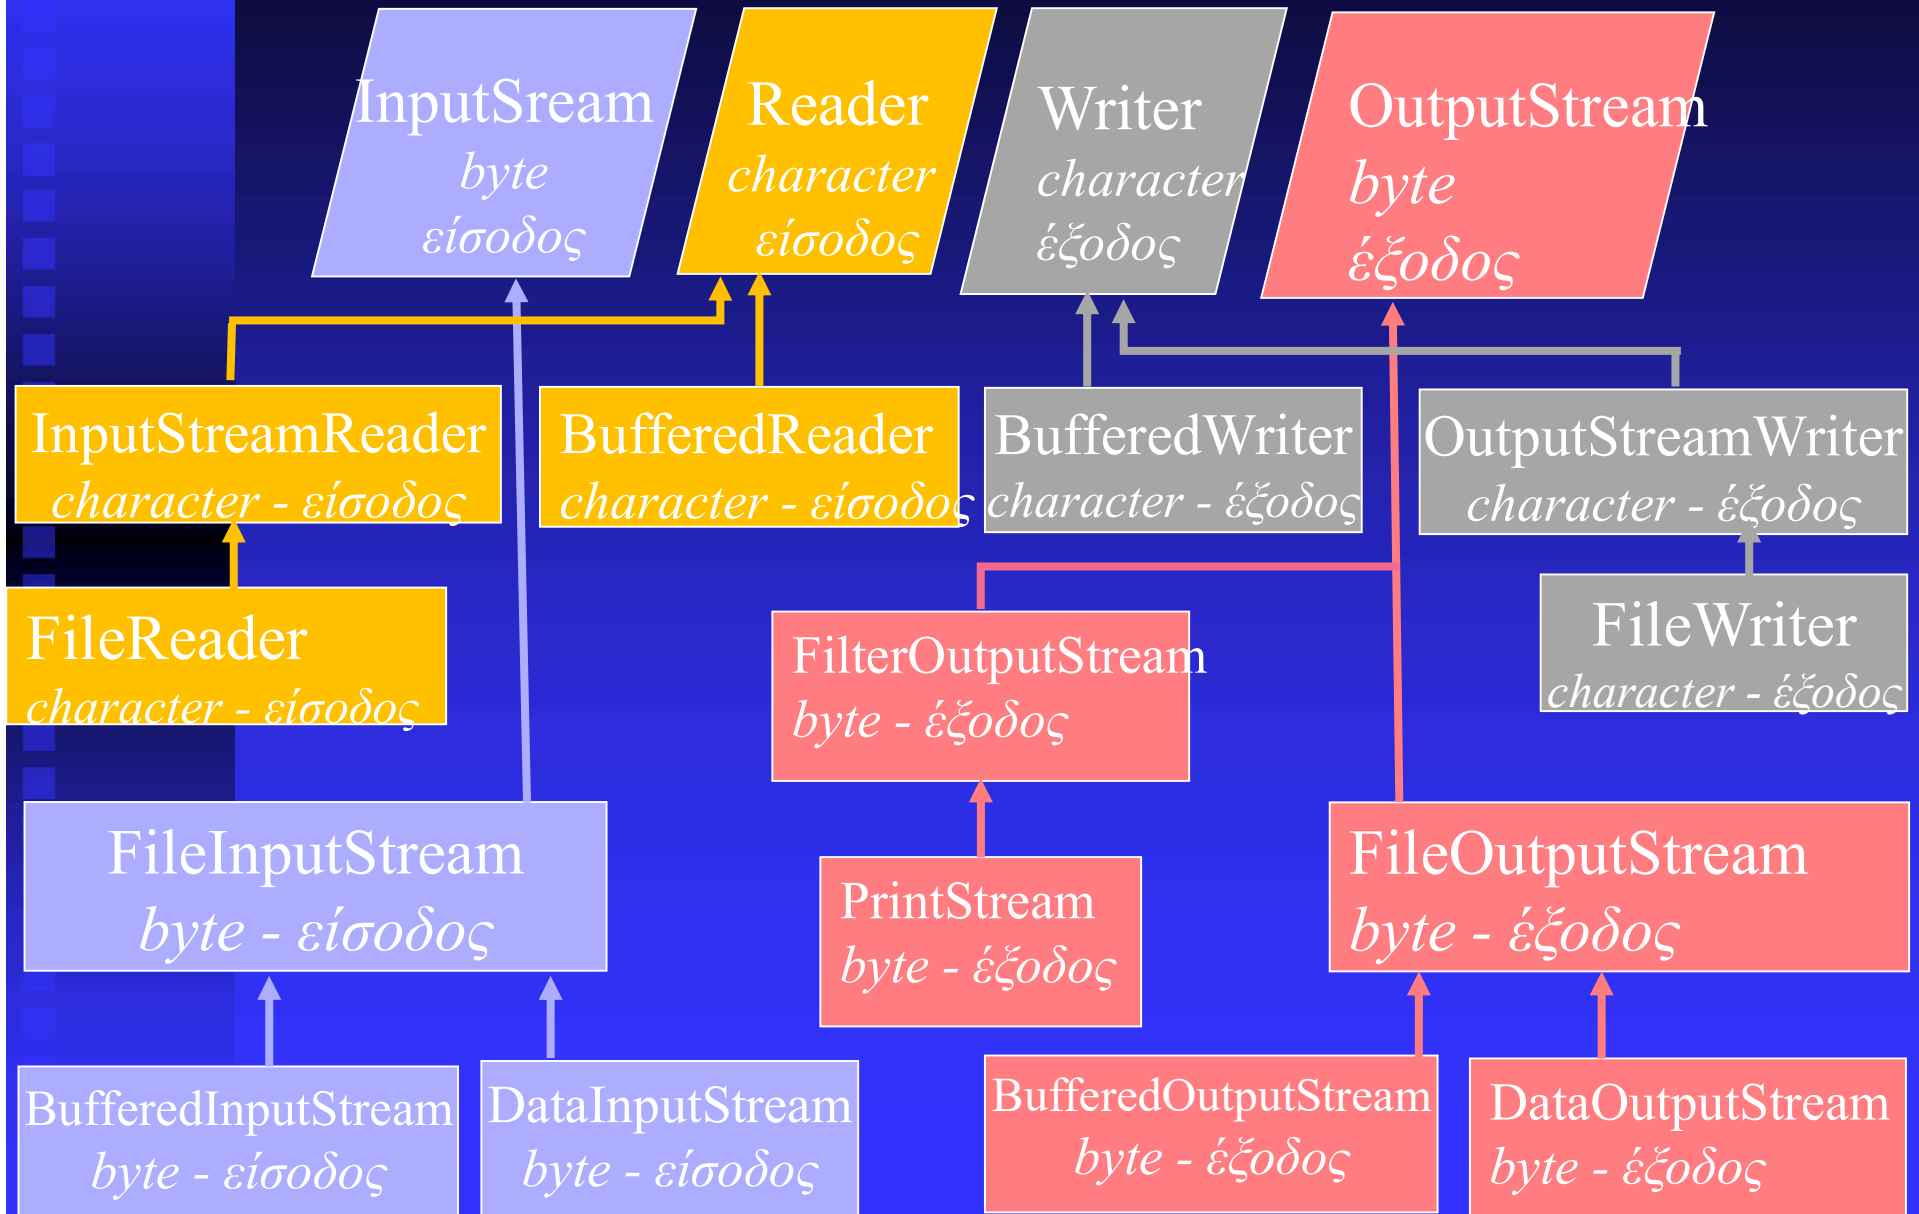 InputSream
byte
είσοδος
Reader
character
είσοδος
Writer
character
έξοδος
OutputStream
byte
έξοδος
InputStreamReader
character - είσοδος
BufferedReader
character - είσοδος
BufferedWriter
character - έξοδος
OutputStreamWriter
character - έξοδος
FileReader
character - είσοδος
FilterOutputStream
byte - έξοδος
FileWriter
character - έξοδος
FileInputStream
byte - είσοδος
PrintStream
byte - έξοδος
FileOutputStream
byte - έξοδος
BufferedInputStream
byte - είσοδος
DataInputStream
byte - είσοδος
BufferedOutputStream
byte - έξοδος
DataOutputStream
byte - έξοδος